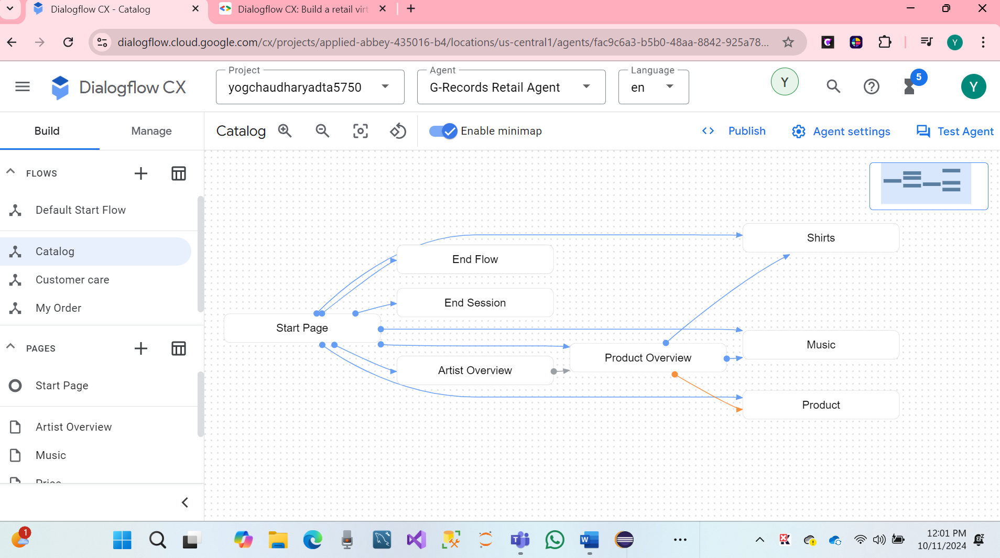 Dialogflow CX - Catalog
Dialogflow CX: Build a retail virt
dialogflow.cloud.google.com/cx/projects/applied-abbey-435016-b4/locations/us-central1/agents/fac9c6a3-b5b0-48aa-8842-925a78...
Y
Dialogflow CX
Project
yogchaudharyadta5750
Agent
G-Records Retail Agent
Language
en
Y
5
Y
Build
Manage
Catalog
Enable minimap
Publish
Agent settings
Test Agent
FLOWS
Default Start Flow
Catalog
Customer care
My Order
PAGES
Start Page
Artist Overview
Music
Price
Shirts
End Flow
End Session
Start Page
Music
Product Overview
Artist Overview
Product
1
12:01 PM
10/11/2024